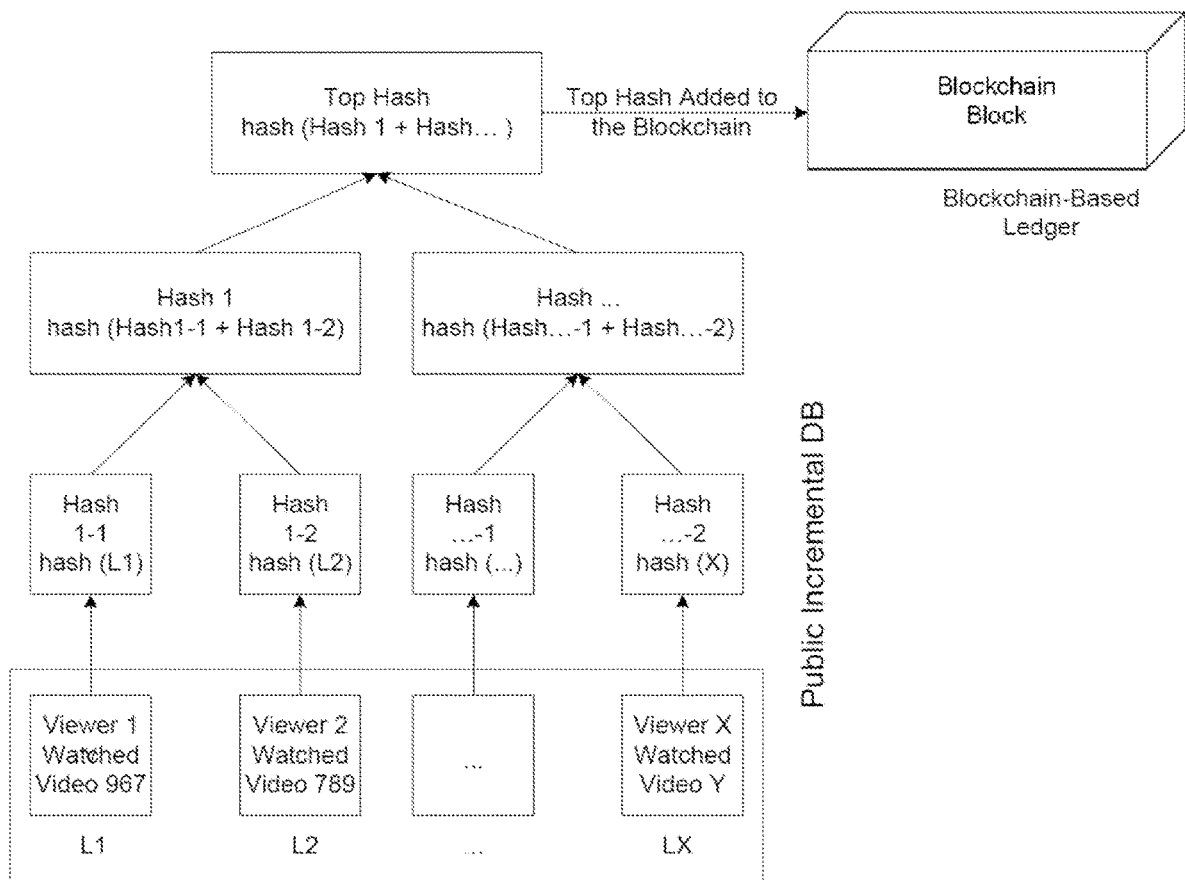 Top Hash
hash (Hash 1 + Hash... )
Top Hash Added to
the Blockchain
Blockchain
Block
Blockchain-Based
Ledger
Hash 1
hash (Hash1-1 + Hash 1-2)
Hash ...
hash (Hash...-1 + Hash...-2)
Hash
1-1
hash (L1)
Hash
1-2
hash (L2)
Hash
...-1
hash (...)
Hash
...-2
hash (X)
Public Incremental DB
Viewer 1
Watched
Video 967
Viewer 2
Watched
Video 789
...
Viewer X
Watched
Video Y
L1
L2
...
LX